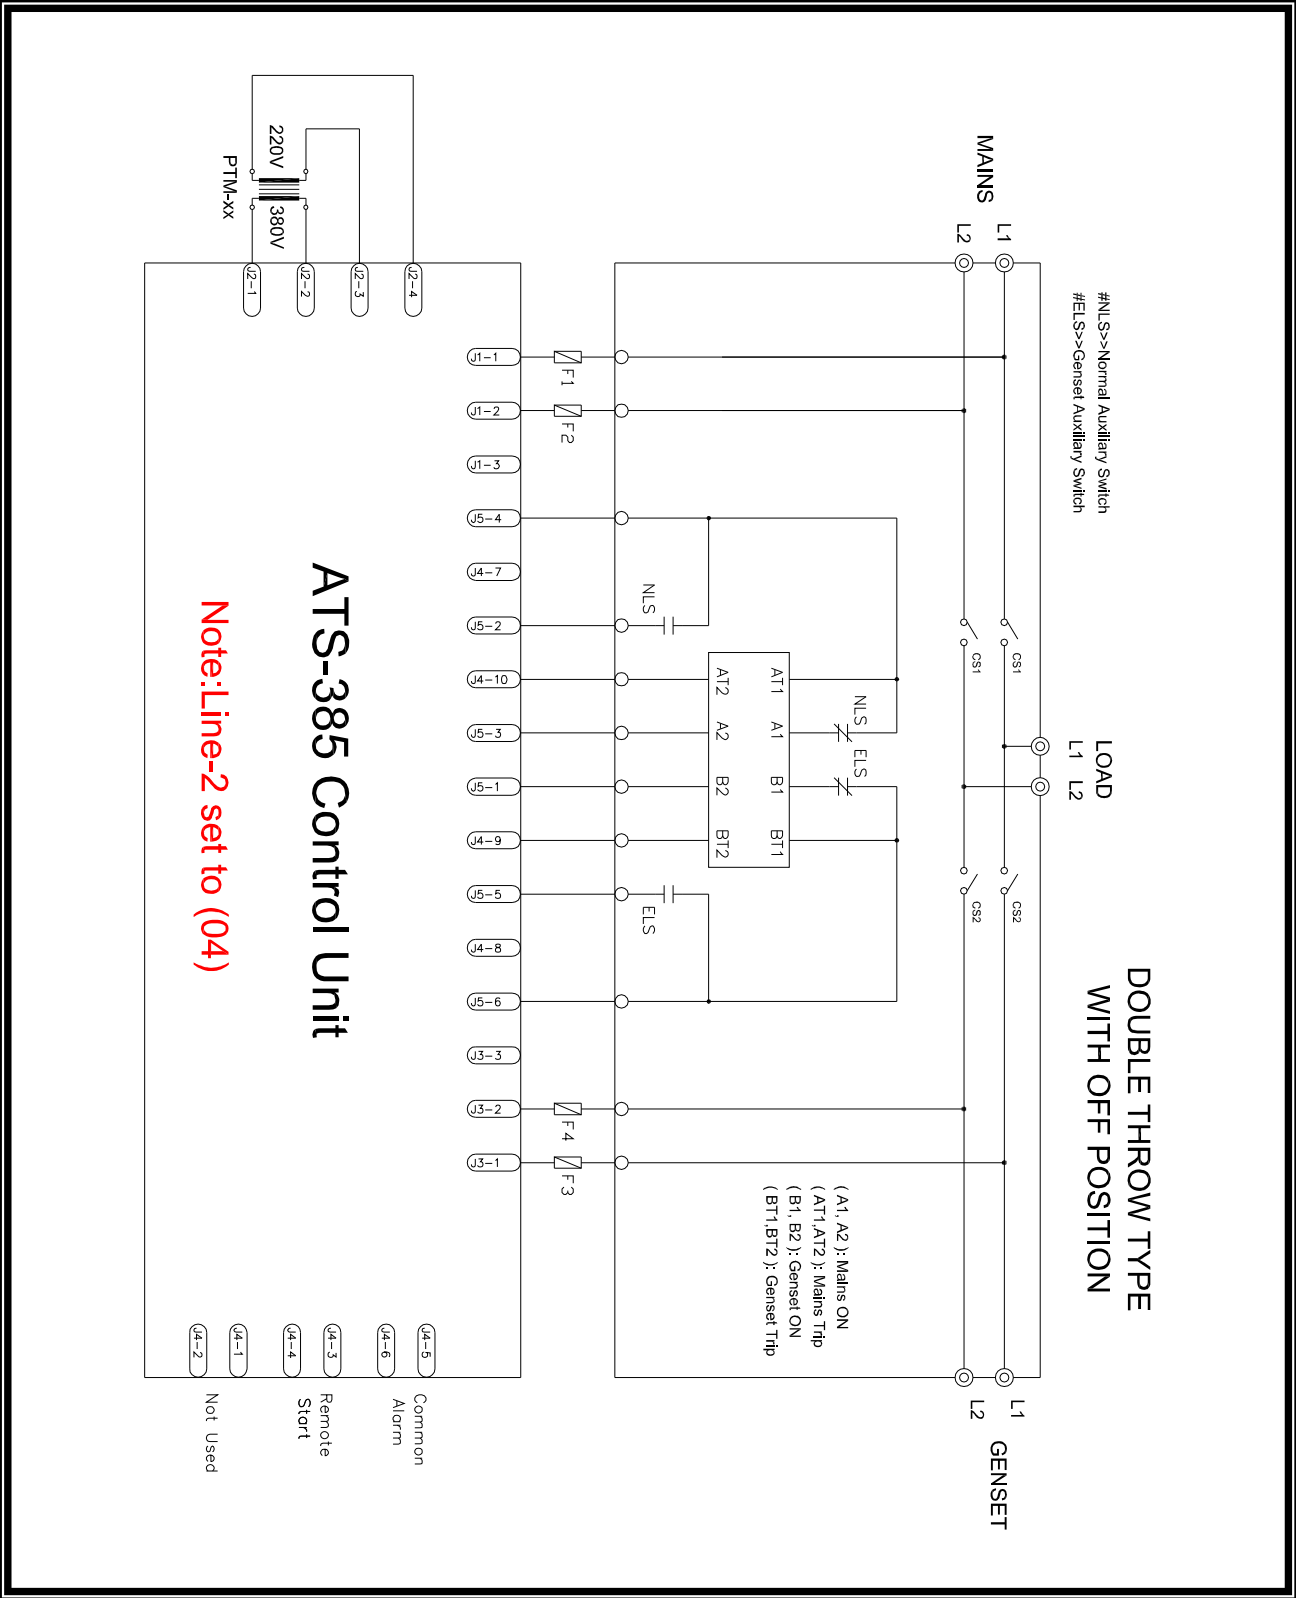 DOUBLE THROW TYPE
WITH OFF POSITION
#NLS>>Normal Auxiliary Switch
#ELS>>Genset Auxiliary Switch
LOAD
L1 L2
MAINS
L1
L2
CS1
CS1
CS2
CS2
L1
L2
GENSET
NLS
ELS
AT1
A1
B1
BT1
AT2
A2
B2
BT2
NLS
ELS
( A1, A2 ): Mains ON
( AT1,AT2 ): Mains Trip
( B1, B2 ): Genset ON
( BT1,BT2 ): Genset Trip
F1
F2
F4
F3
J1-1
J1-2
J1-3
J5-4
J4-7
J5-2
J4-10
J5-3
J5-1
J4-9
J5-5
J4-8
J5-6
J3-3
J3-2
J3-1
J2-4
J2-3
J2-2
J2-1
220V
380V
PTM-xx
ATS-385 Control Unit
Note:Line-2 set to (04)
J4-5
J4-6
J4-3
J4-4
J4-1
J4-2
Common
Alarm
Remote
Start
Not Used